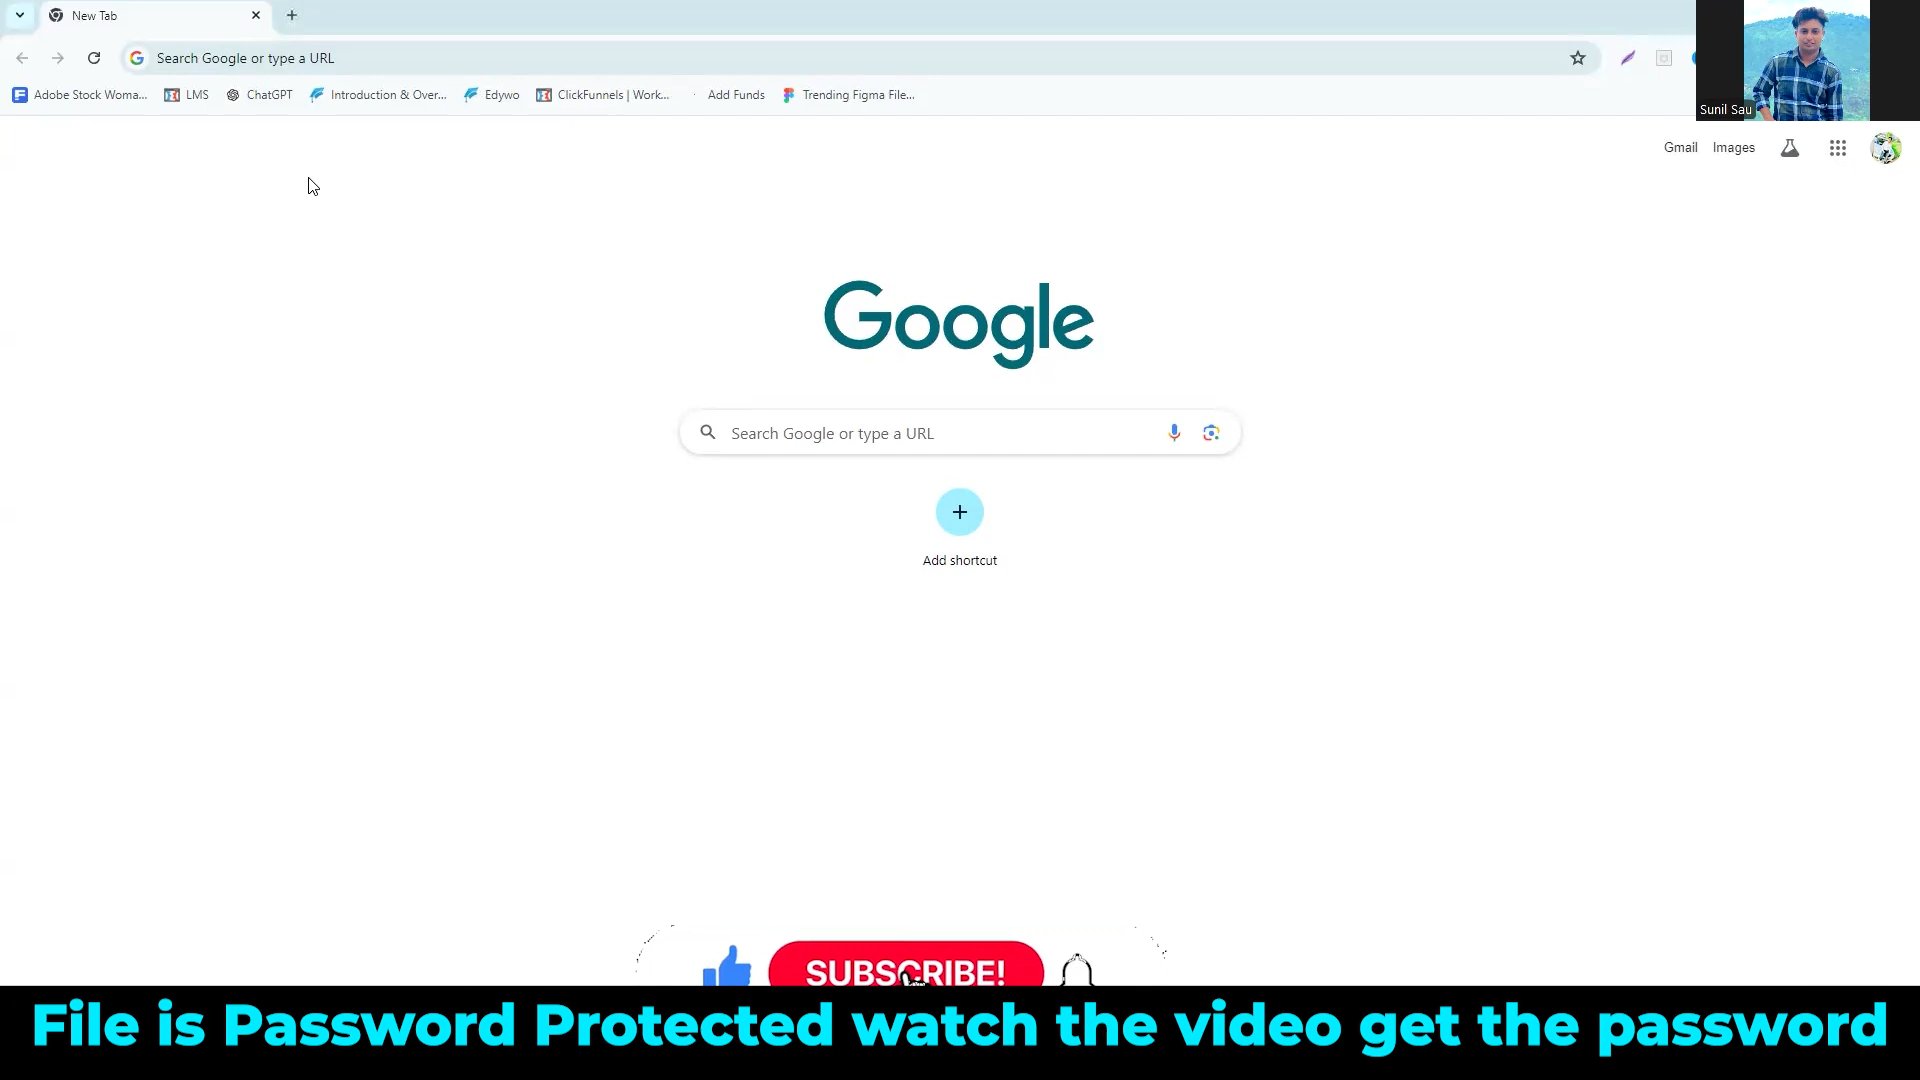 New Tab
Search Google or type a URL
Adobe Stock Woma...
LMS
ChatGPT
Introduction & Over...
Edywo
ClickFunnels | Work...
Add Funds
Trending Figma File...
Sunil Sau
Gmail
Images
Google
Search Google or type a URL
Add shortcut
SUBSCRIBE!
File is Password Protected watch the video get the password